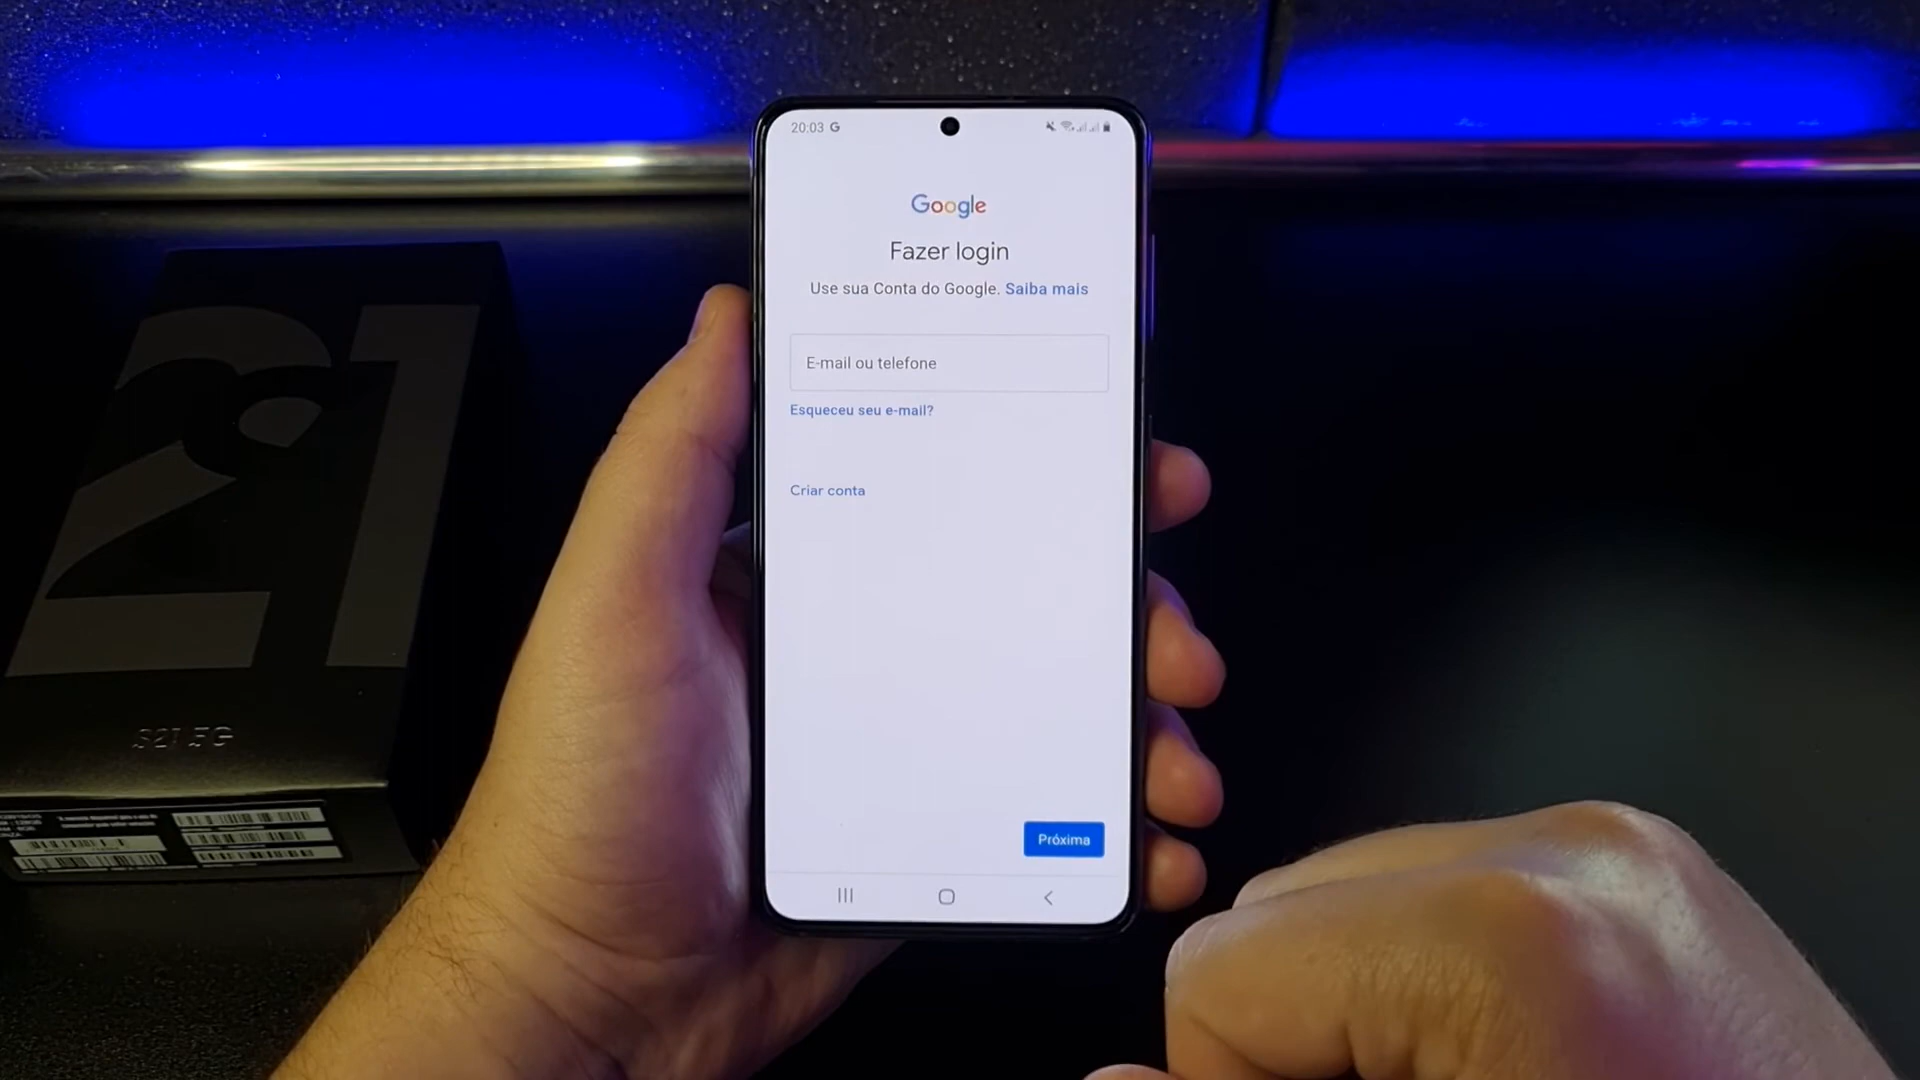 20:03 G
Google
Fazer login
Use sua Conta do Google. Saiba mais
E-mail ou telefone
Esqueceu seu e-mail?
Criar conta
Próxima
21
S21 5G